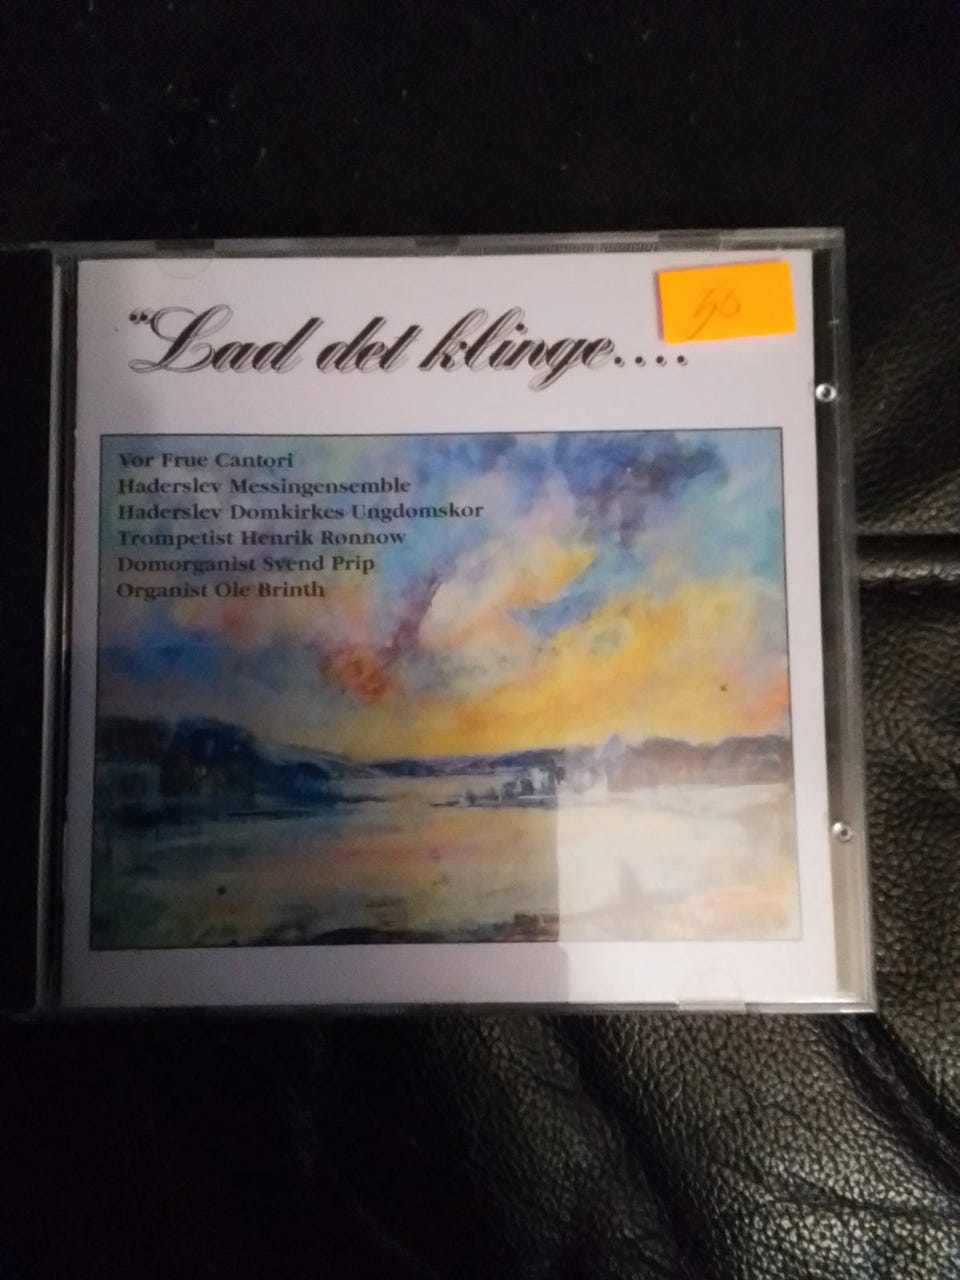 “Lad det klinge....
50
Vor Frue Cantori
Haderslev Messingensemble
Haderslev Domkirkes Ungdomskor
Trompetist Henrik Rønnow
Domorganist Svend Prip
Organist Ole Brinth